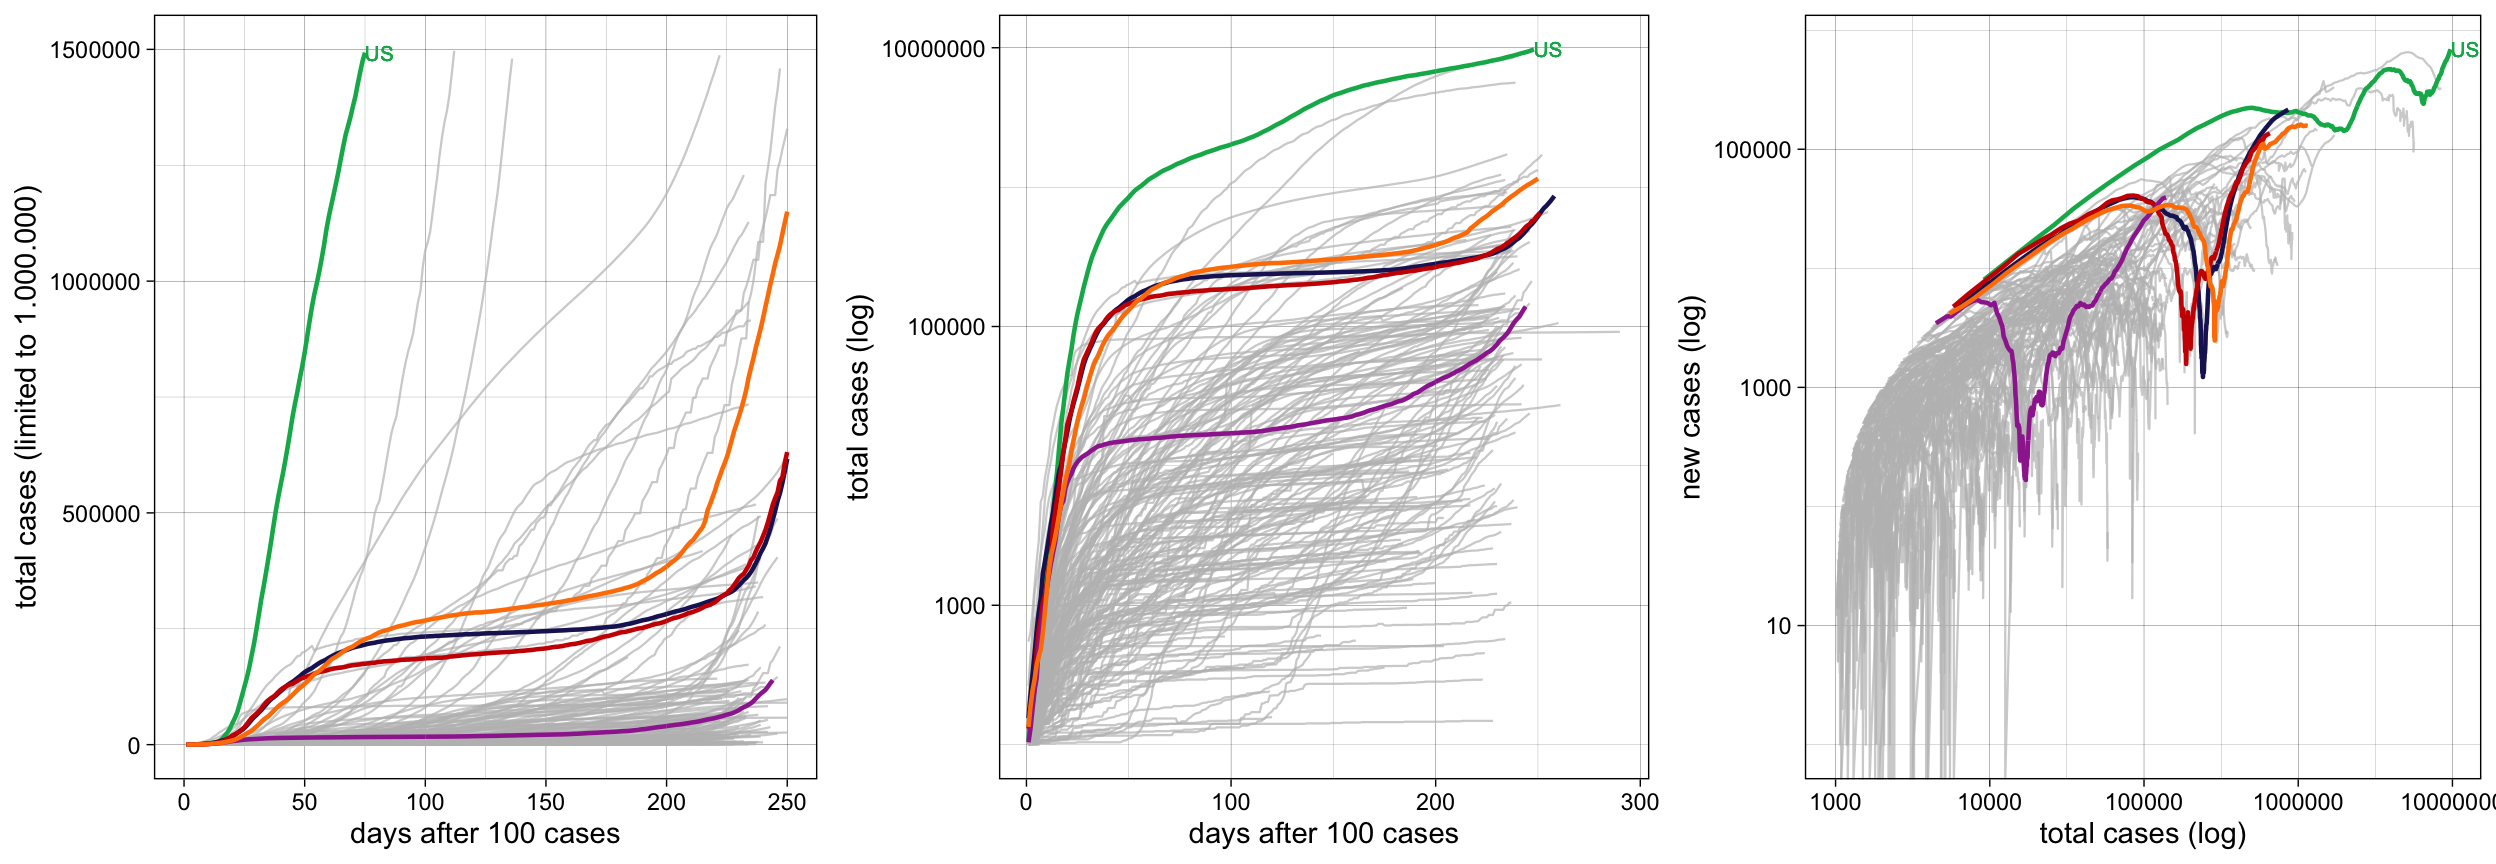 total cases (limited to 1.000.000)
1500000
1000000
500000
0
US
0 50 100 150 200 250
days after 100 cases
total cases (log)
10000000
100000
1000
US
0 100 200 300
days after 100 cases
new cases (log)
100000
1000
10
US
1000 10000 100000 1000000 1000000
total cases (log)